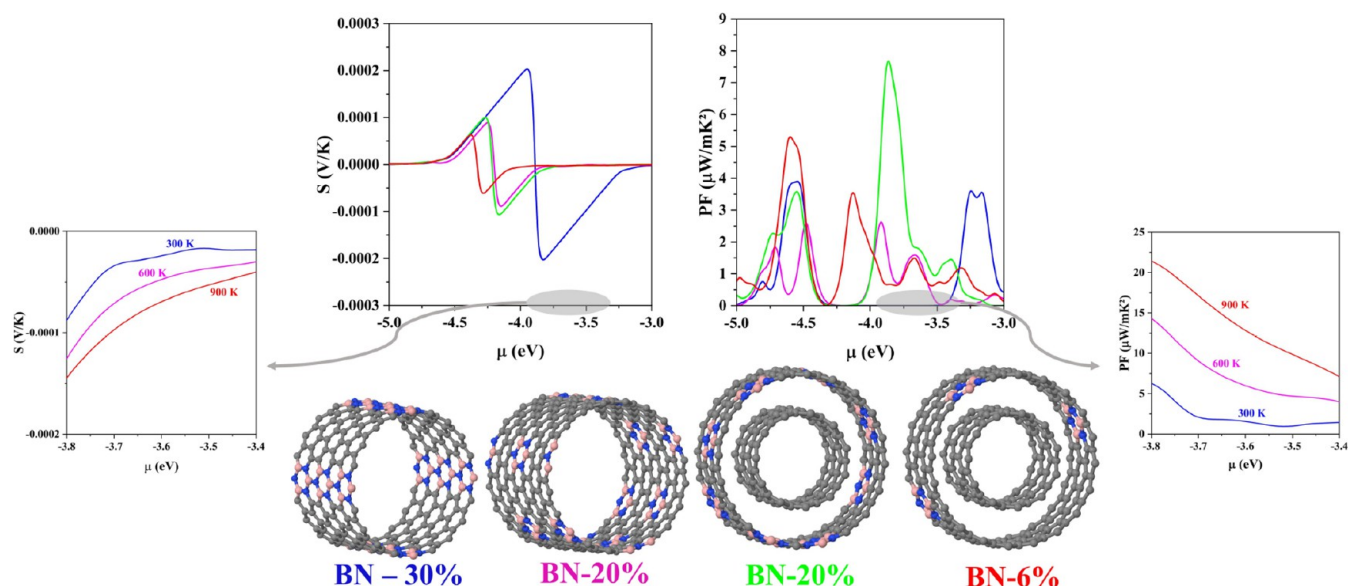 0.0003
0.0002
0.0001
0.0000
-0.0001
-0.0002
-0.0003
S (V/K)
-5.0 -4.5 -4.0 -3.5 -3.0
μ (eV)
9
8
7
6
5
4
3
2
1
0
PF (μW/mK²)
-5.0 -4.5 -4.0 -3.5 -3.0
μ (eV)
0.0000
-0.0001
-0.0002
S (V/K)
300 K
600 K
900 K
-3.8 -3.7 -3.6 -3.5 -3.4
μ (eV)
25
20
15
10
5
0
PF (μW/mK²)
900 K
600 K
300 K
-3.8 -3.7 -3.6 -3.5 -3.4
μ (eV)
BN – 30% BN-20% BN-20% BN-6%